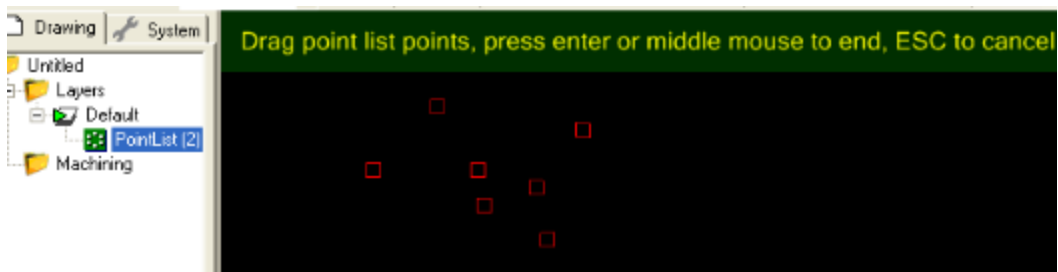 Drawing System
Drag point list points, press enter or middle mouse to end, ESC to cancel
Untitled
Layers
Default
PointList (2)
Machining